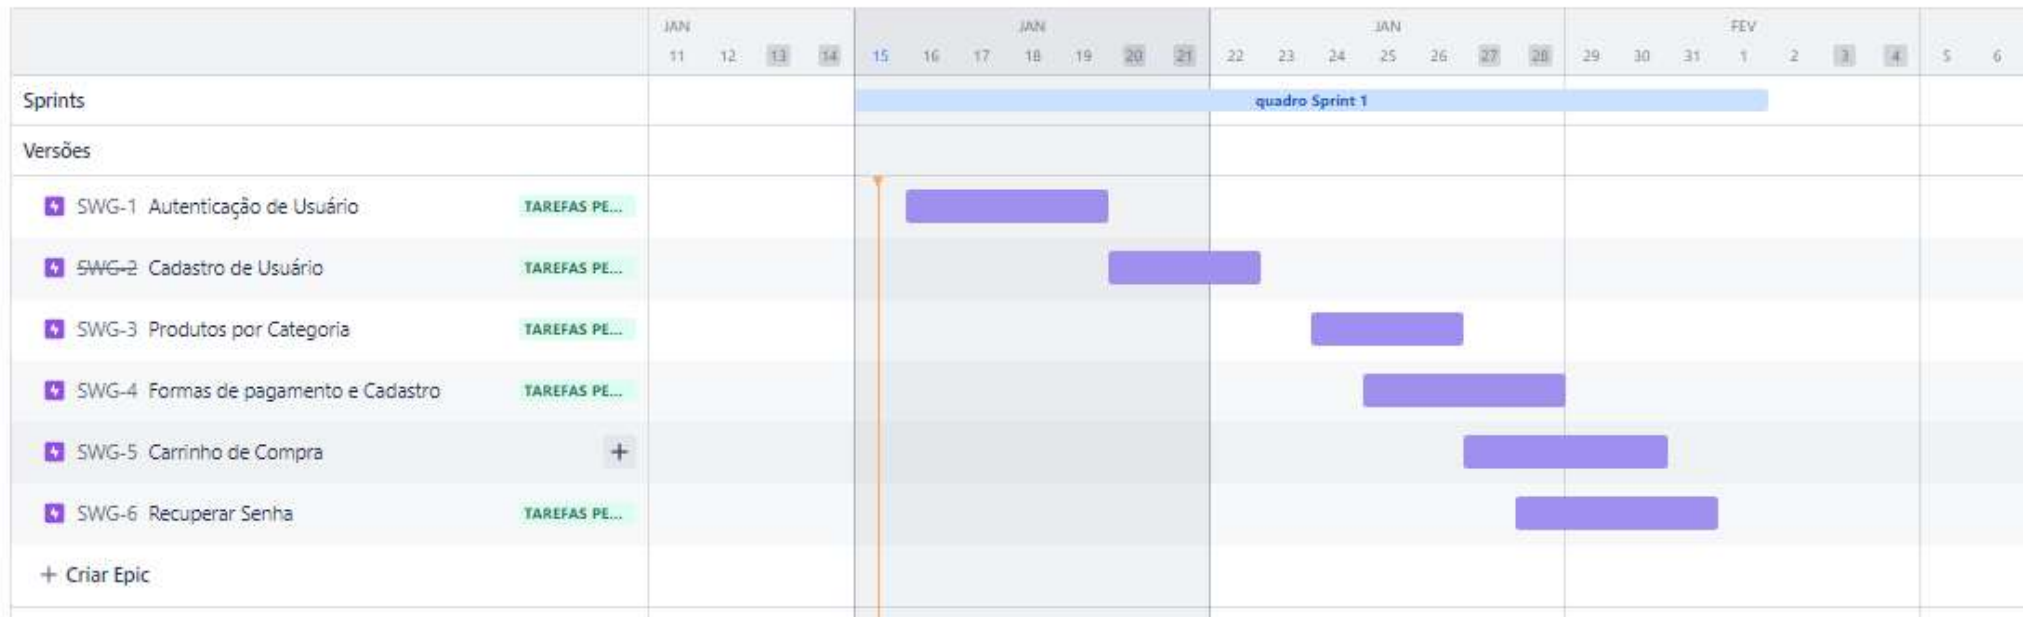 JAN JAN JAN FEV
11 12 13 14 15 16 17 18 19 20 21 22 23 24 25 26 27 28 29 30 31 1 2 3 4 5 6
Sprints quadro Sprint 1
Versões
SWG-1 Autenticação de Usuário TAREFAS PE...
SWG-2 Cadastro de Usuário TAREFAS PE...
SWG-3 Produtos por Categoria TAREFAS PE...
SWG-4 Formas de pagamento e Cadastro TAREFAS PE...
SWG-5 Carrinho de Compra +
SWG-6 Recuperar Senha TAREFAS PE...
+ Criar Epic